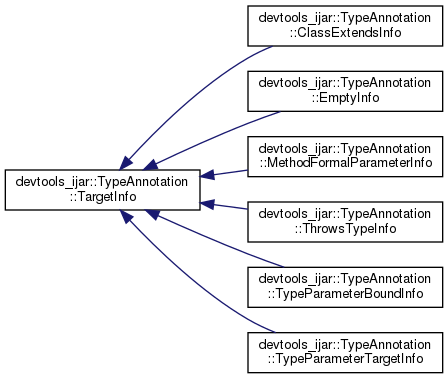 devtools_ijar::TypeAnnotation
::ClassExtendsInfo
devtools_ijar::TypeAnnotation
::EmptyInfo
devtools_ijar::TypeAnnotation
::MethodFormalParameterInfo
devtools_ijar::TypeAnnotation
::TargetInfo
devtools_ijar::TypeAnnotation
::ThrowsTypeInfo
devtools_ijar::TypeAnnotation
::TypeParameterBoundInfo
devtools_ijar::TypeAnnotation
::TypeParameterTargetInfo